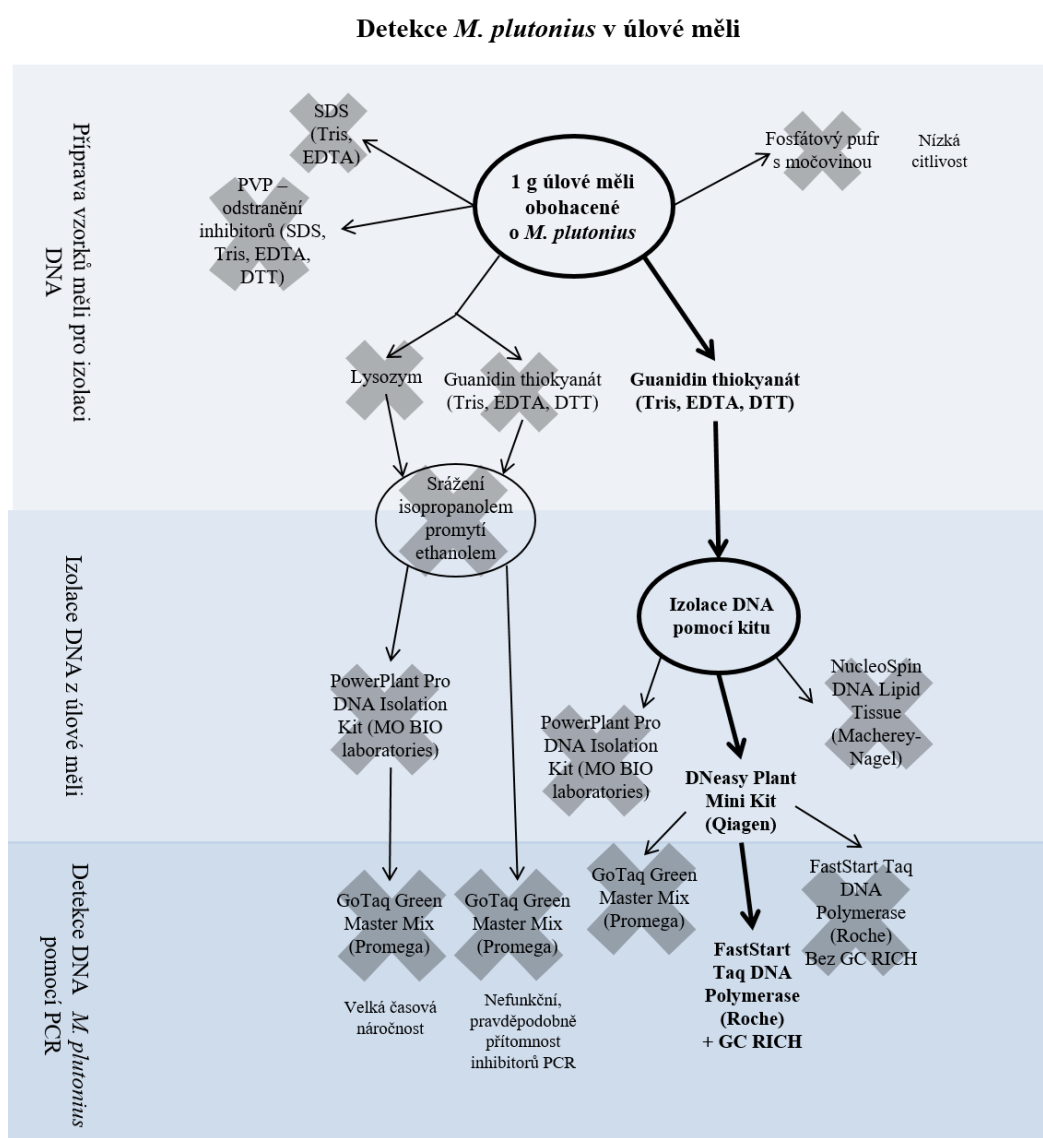 Detekce M. plutonius v úlové měli
Příprava vzorků měli pro izolaci
DNA
SDS
(Tris,
EDTA)
PVP –
odstranění
inhibitorů (SDS,
Tris, EDTA,
DTT)
1 g úlové měli
obohacené
o M. plutonius
Fosfátový pufr
s močovinou
Nízká
citlivost
Lysozym
Guanidin thiokyanát
(Tris, EDTA, DTT)
Guanidin thiokyanát
(Tris, EDTA, DTT)
Srážení
isopropanolem
promytí
ethanolem
Izolace DNA z úlové měli
Izolace DNA
pomocí kitu
PowerPlant Pro
DNA Isolation
Kit (MO BIO
laboratories)
PowerPlant Pro
DNA Isolation
Kit (MO BIO
laboratories)
DNeasy Plant
Mini Kit
(Qiagen)
NucleoSpin
DNA Lipid
Tissue
(Macherey-
Nagel)
Detekce DNA M. plutonius
pomocí PCR
GoTaq Green
Master Mix
(Promega)
Velká časová
náročnost
GoTaq Green
Master Mix
(Promega)
Nefunkční,
pravděpodobně
přítomnost
inhibitorů PCR
GoTaq Green
Master Mix
(Promega)
FastStart
Taq DNA
Polymerase
(Roche)
+ GC RICH
FastStart Taq
DNA
Polymerase
(Roche)
Bez GC RICH